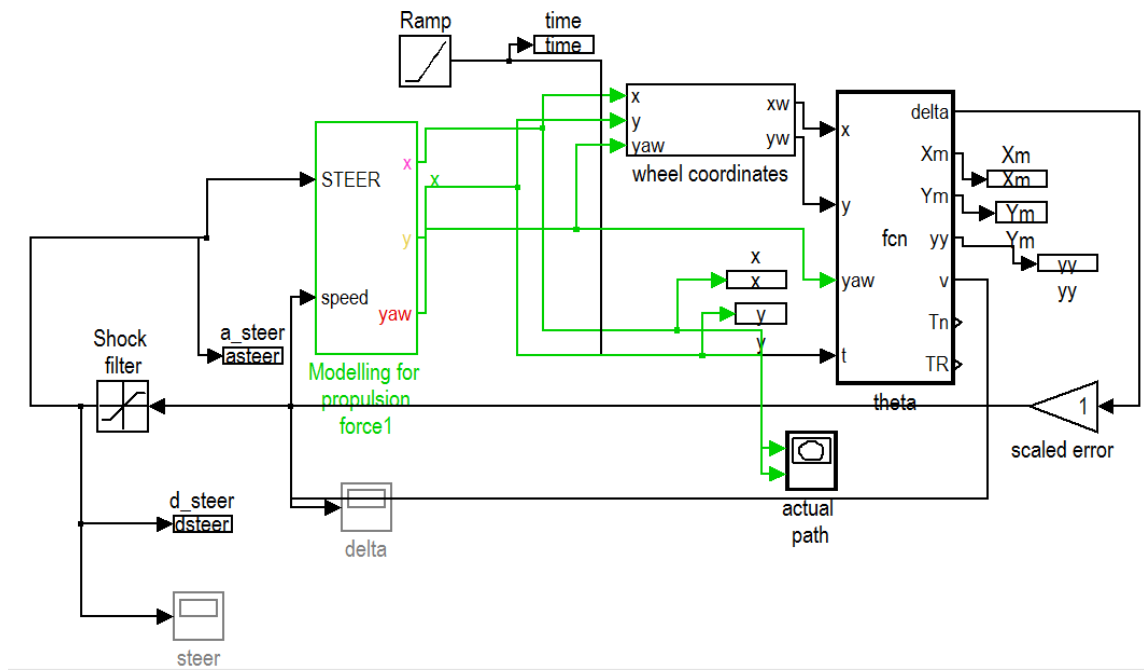 Ramp
time
time
x
y
yaw
xw
yw
wheel coordinates
STEER
speed
x
x
y
yaw
Modelling for
propulsion
force1
x
y
yaw
t
fcn
delta
Xm
Ym
yy
v
Tn
TR
theta
Xm
Xm
Ym
Ym
yy
yy
x
x
y
y
a_steer
asteer
Shock
filter
1
scaled error
actual
path
d_steer
dsteer
delta
steer